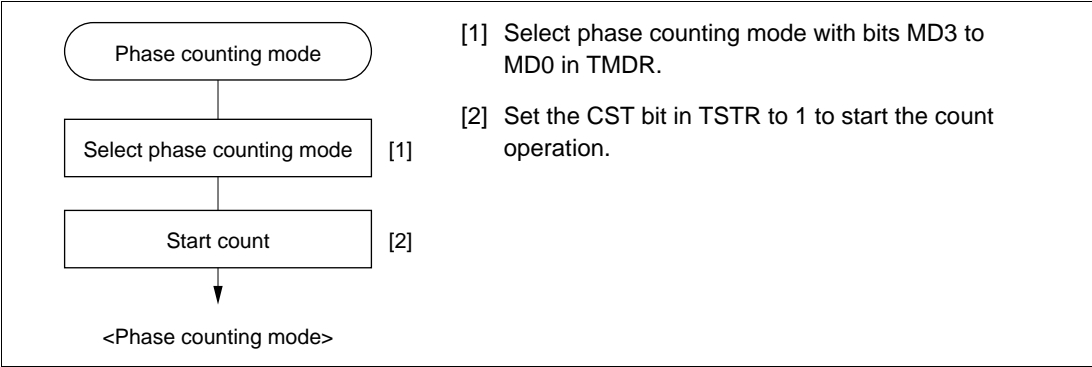 Phase counting mode
Select phase counting mode [1]
Start count [2]
<Phase counting mode>
[1] Select phase counting mode with bits MD3 to
MD0 in TMDR.
[2] Set the CST bit in TSTR to 1 to start the count
operation.